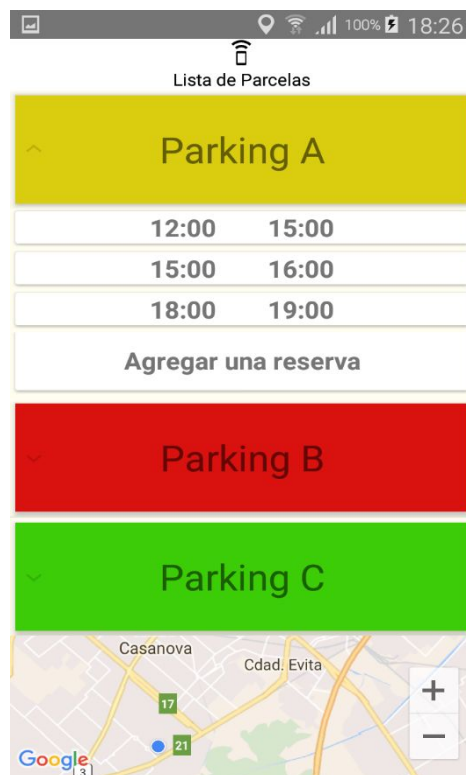 100% 18:26
Lista de Parcelas
Parking A
12:00 15:00
15:00 16:00
18:00 19:00
Agregar una reserva
Parking B
Parking C
Casanova
Cdad. Evita
17
+
21
−
Google
3